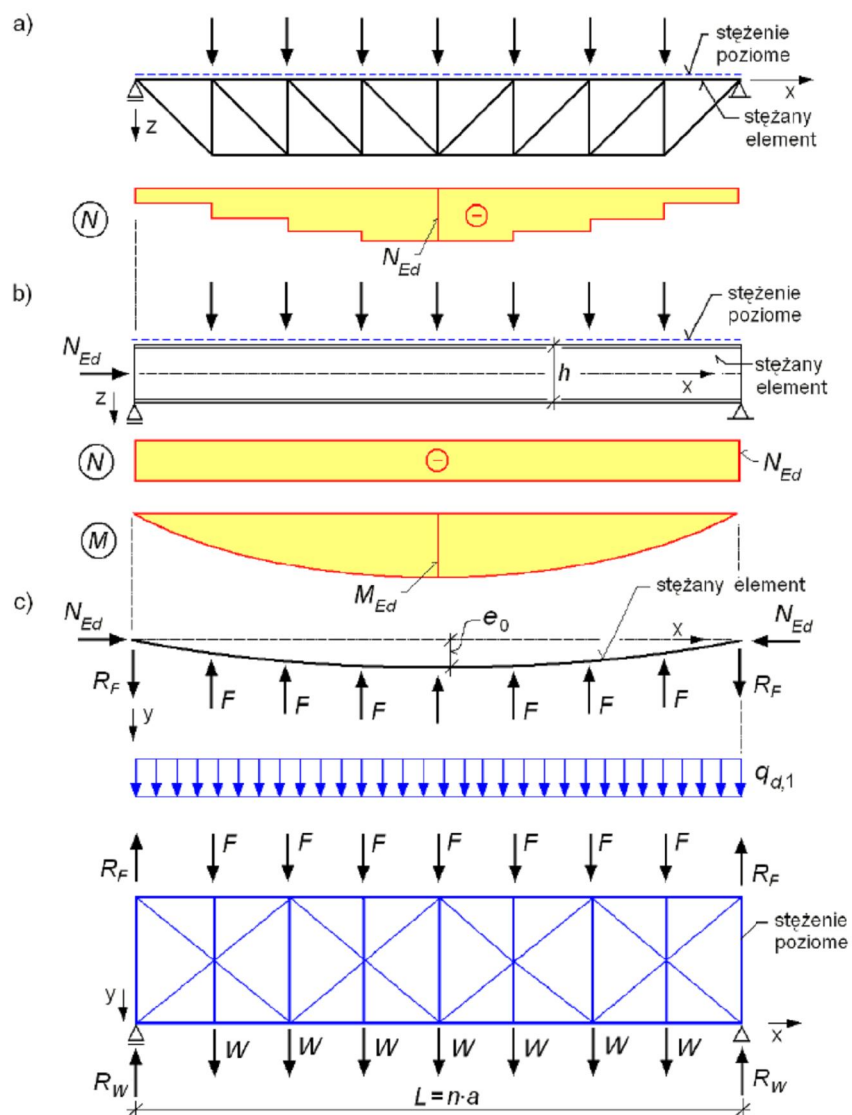 a)
stężenie
poziome
x
z
stężany
element
N
−
N_Ed
b)
stężenie
poziome
N_Ed
h
stężany
element
x
z
N
−
N_Ed
M
M_Ed
c)
stężany element
N_Ed
e_0
x
N_Ed
R_F
F F F F F F
R_F
y
q_d,1
F F F F F F F
R_F
R_F
stężenie
poziome
y
x
W W W W W W W
R_W
R_W
L = n·a